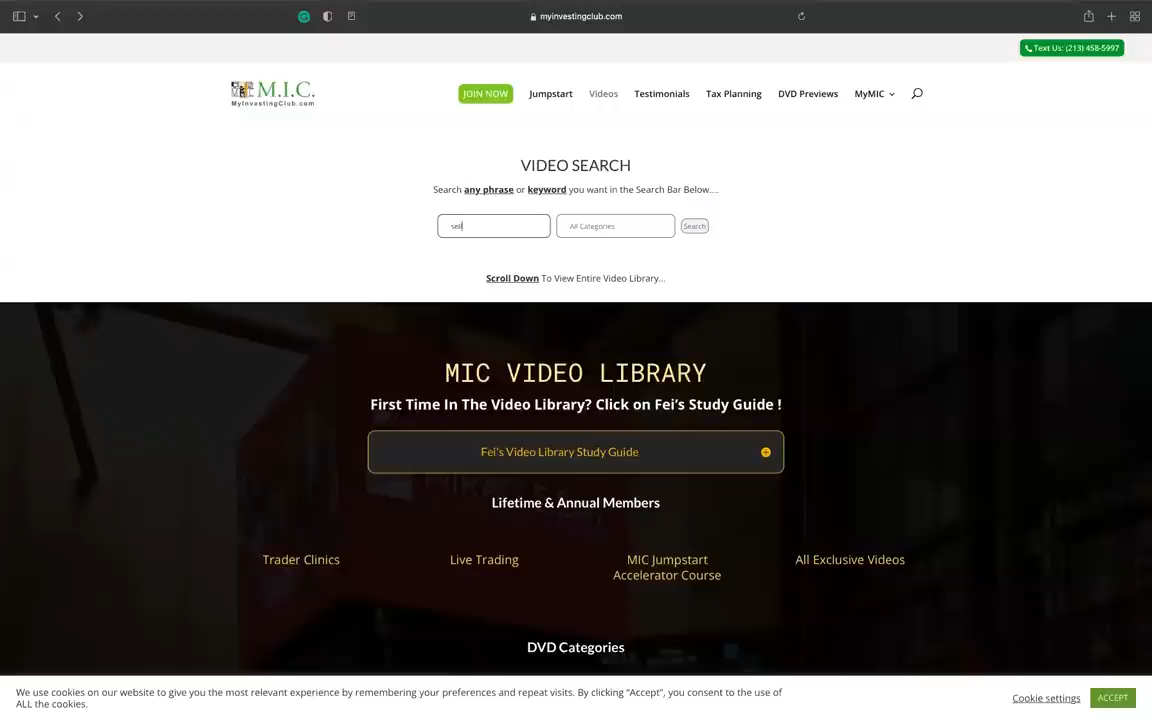 myinvestingclub.com
Text Us: (213) 458-5997
M.I.C.
MyInvestingClub.com
JOIN NOW
Jumpstart
Videos
Testimonials
Tax Planning
DVD Previews
MyMIC
VIDEO SEARCH
Search any phrase or keyword you want in the Search Bar Below....
sell
All Categories
Search
Scroll Down To View Entire Video Library...
MIC VIDEO LIBRARY
First Time In The Video Library? Click on Fei's Study Guide !
Fei's Video Library Study Guide
Lifetime & Annual Members
Trader Clinics
Live Trading
MIC Jumpstart
Accelerator Course
All Exclusive Videos
DVD Categories
We use cookies on our website to give you the most relevant experience by remembering your preferences and repeat visits. By clicking “Accept”, you consent to the use of
ALL the cookies.
Cookie settings
ACCEPT